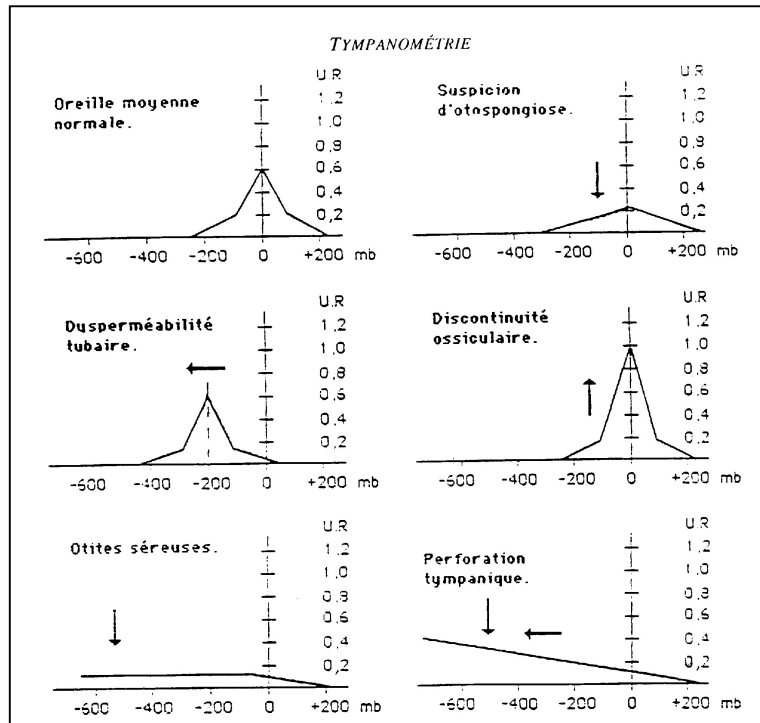 TYMPANOMÉTRIE
Oreille moyenne
normale.
U.R
1,2
1,0
0,8
0,6
0,4
0,2
-600 -400 -200 0 +200 mb
Suspicion
d'otospongiose.
U.R
1,2
1,0
0,8
0,6
0,4
0,2
-600 -400 -200 0 +200 mb
Dysperméabilité
tubaire.
U.R
1,2
1,0
0,8
0,6
0,4
0,2
-600 -400 -200 0 +200 mb
Discontinuité
ossiculaire.
U.R
1,2
1,0
0,8
0,6
0,4
0,2
-600 -400 -200 0 +200 mb
Otites séreuses.
U.R
1,2
1,0
0,8
0,6
0,4
0,2
-600 -400 -200 0 +200 mb
Perforation
tympanique.
U.R
1,2
1,0
0,8
0,6
0,4
0,2
-600 -400 -200 0 +200 mb